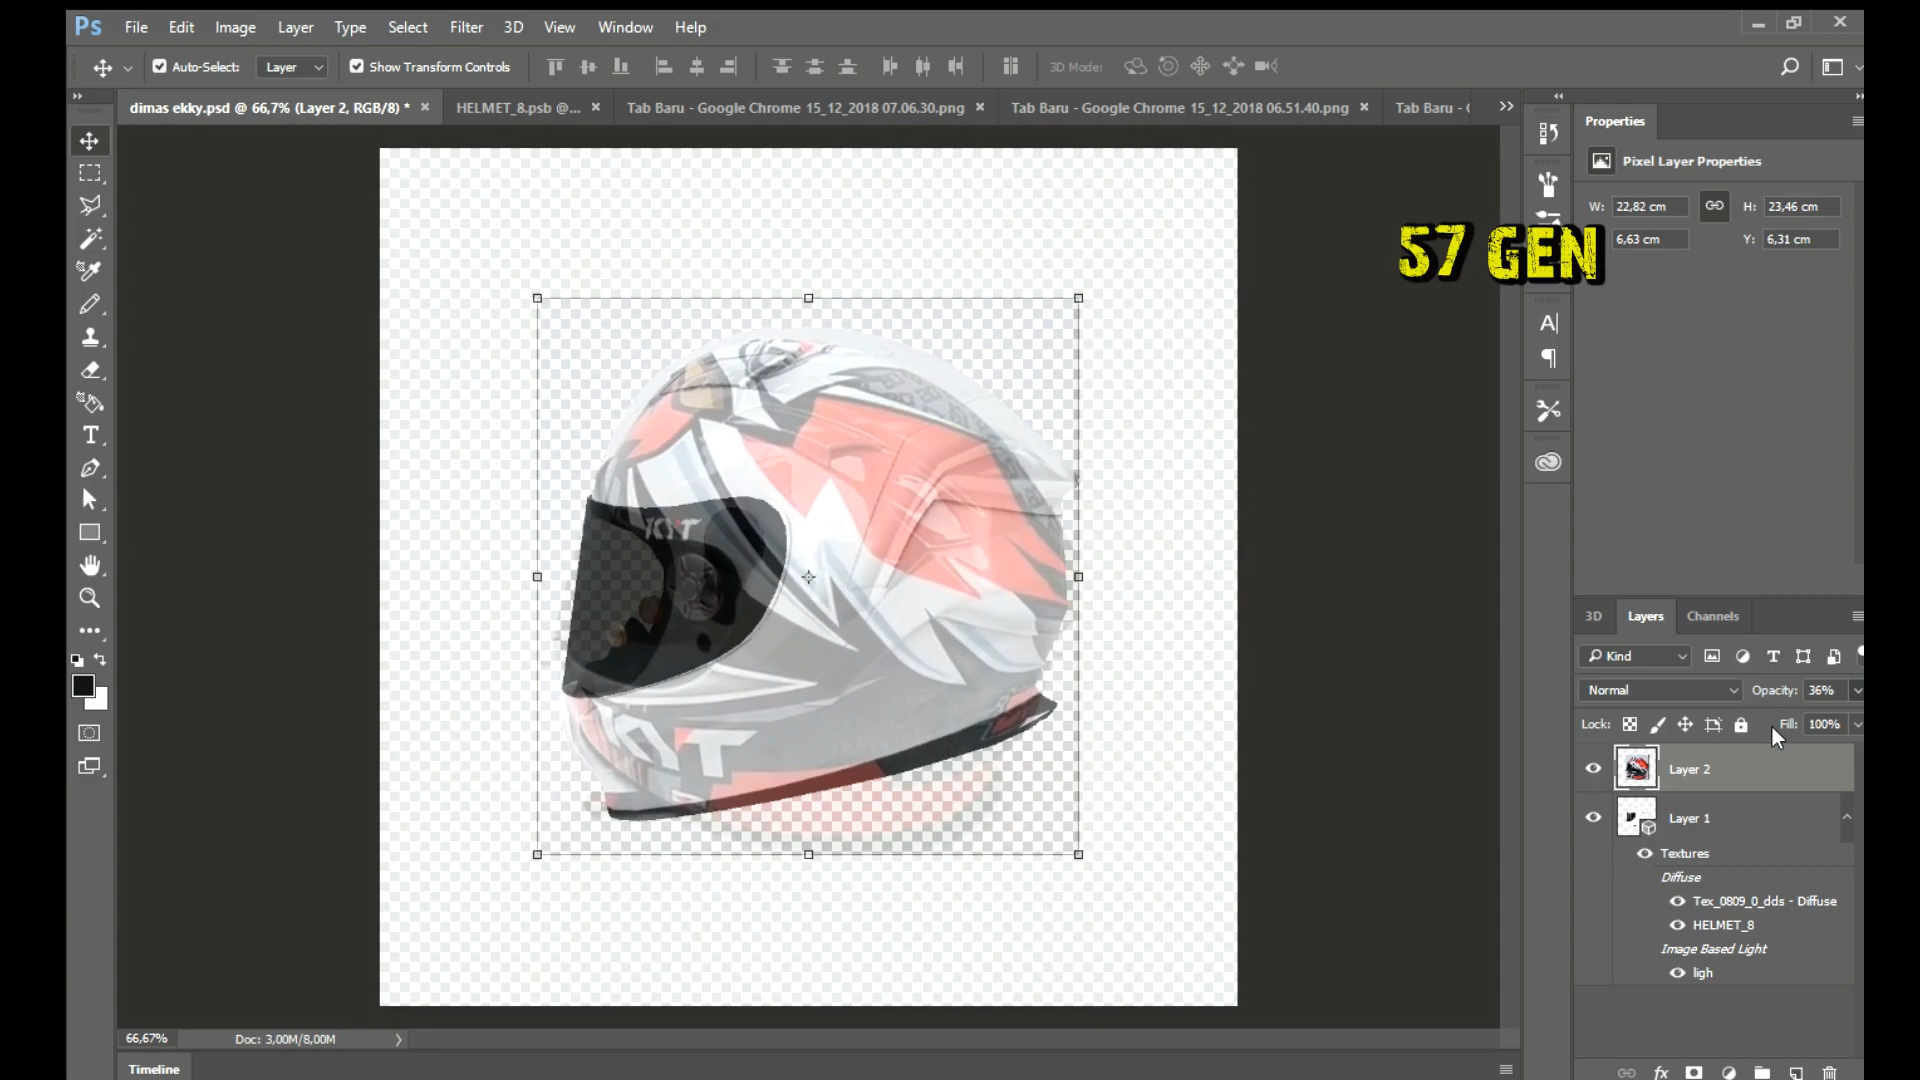 Ps File Edit Image Layer Type Select Filter 3D View Window Help
Auto-Select: Layer Show Transform Controls 3D Mode:
dimas ekky.psd @ 66,7% (Layer 2, RGB/8) * HELMET_8.psb @... Tab Baru - Google Chrome 15_12_2018 07.06.30.png Tab Baru - Google Chrome 15_12_2018 06.51.40.png Tab Baru - G
Properties
Pixel Layer Properties
W: 22,82 cm H: 23,46 cm
6,63 cm Y: 6,31 cm
57 GEN
KYT
KYT
3D Layers Channels
Kind
Normal Opacity: 36%
Lock: Fill: 100%
Layer 2
Layer 1
Textures
Diffuse
Tex_0809_0_dds - Diffuse
HELMET_8
Image Based Light
ligh
66,67% Doc: 3,00M/8,00M
Timeline